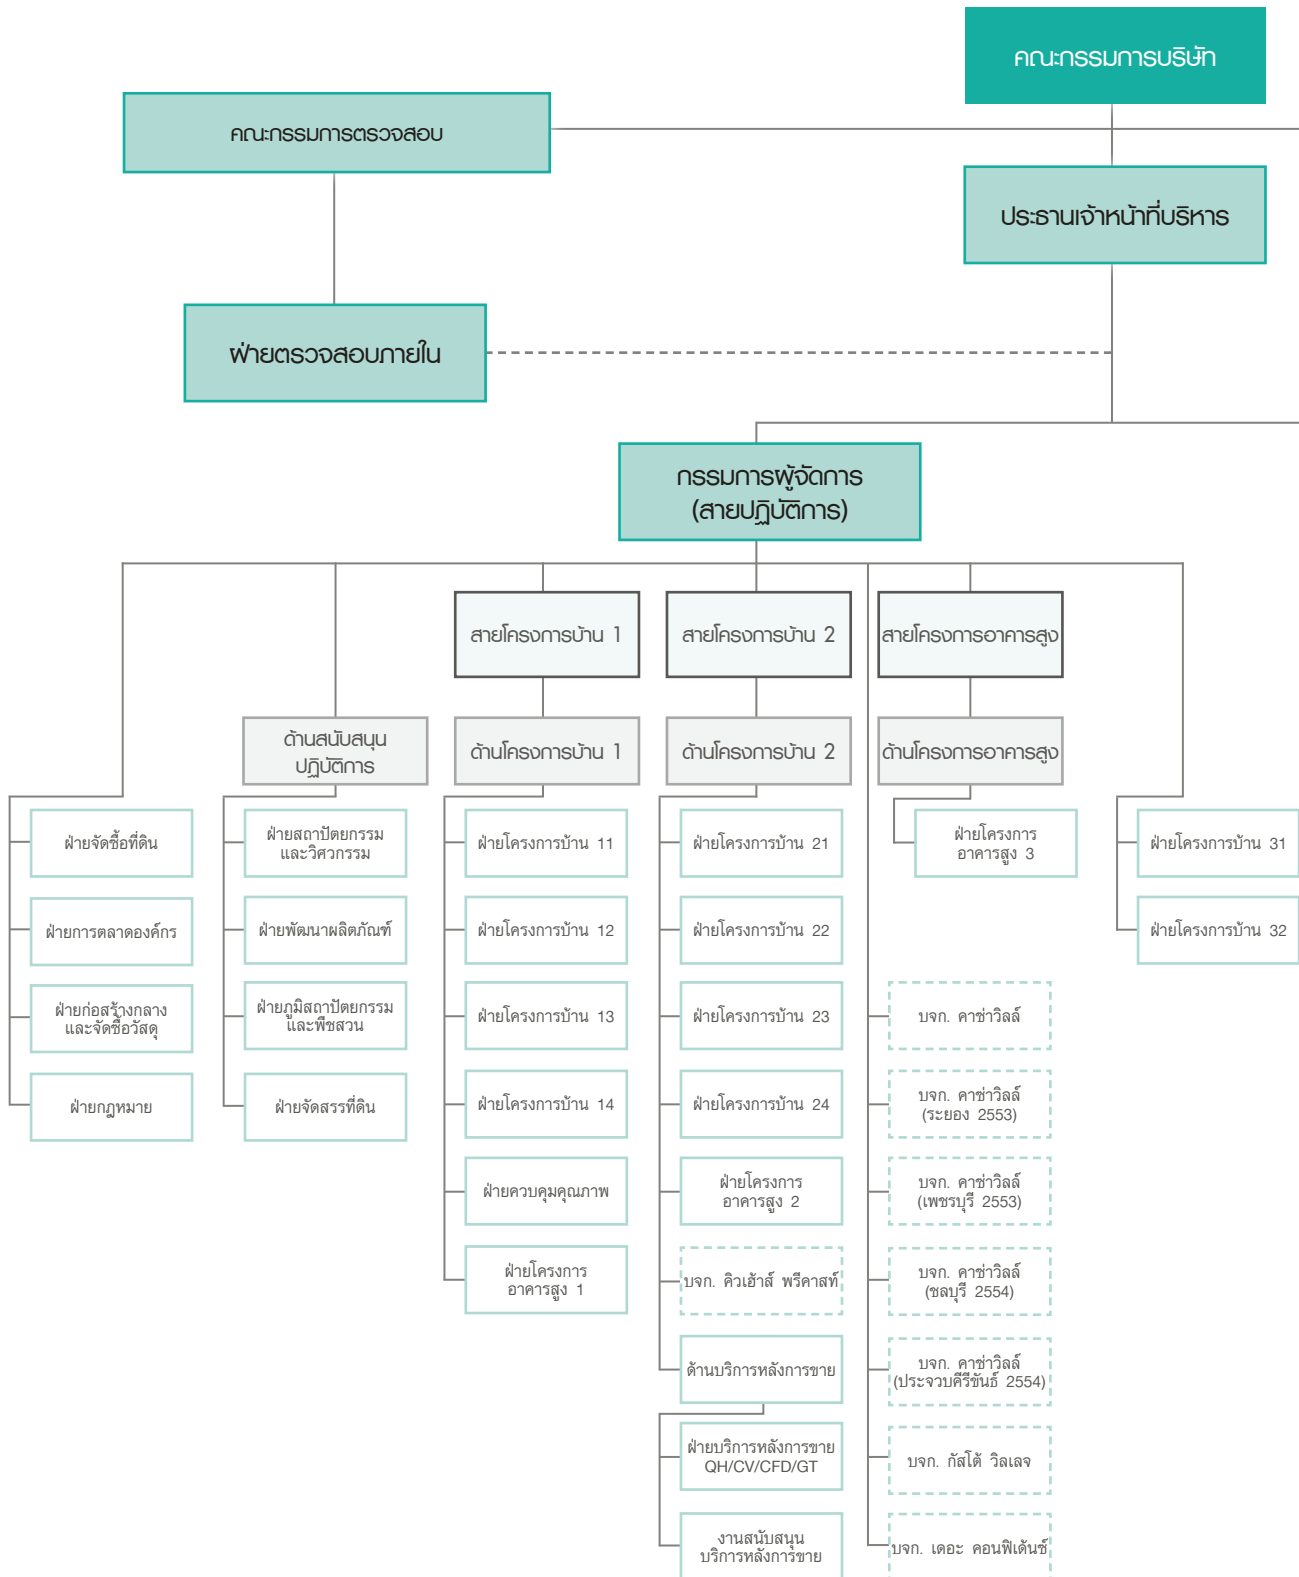 คณะกรรมการบริษัท
คณะกรรมการตรวจสอบ
ประธานเจ้าหน้าที่บริหาร
ฝ่ายตรวจสอบภายใน
กรรมการผู้จัดการ
(สายปฏิบัติการ)
สายโครงการบ้าน 1
สายโครงการบ้าน 2
สายโครงการอาคารสูง
ด้านสนับสนุน
ปฏิบัติการ
ด้านโครงการบ้าน 1
ด้านโครงการบ้าน 2
ด้านโครงการอาคารสูง
ฝ่ายจัดซื้อที่ดิน
ฝ่ายการตลาดองค์กร
ฝ่ายก่อสร้างกลาง
และจัดซื้อวัสดุ
ฝ่ายกฎหมาย
ฝ่ายสถาปัตยกรรม
และวิศวกรรม
ฝ่ายพัฒนาผลิตภัณฑ์
ฝ่ายภูมิสถาปัตยกรรม
และพืชสวน
ฝ่ายจัดสรรที่ดิน
ฝ่ายโครงการบ้าน 11
ฝ่ายโครงการบ้าน 12
ฝ่ายโครงการบ้าน 13
ฝ่ายโครงการบ้าน 14
ฝ่ายควบคุมคุณภาพ
ฝ่ายโครงการ
อาคารสูง 1
ฝ่ายโครงการบ้าน 21
ฝ่ายโครงการบ้าน 22
ฝ่ายโครงการบ้าน 23
ฝ่ายโครงการบ้าน 24
ฝ่ายโครงการ
อาคารสูง 2
บจก. คิวเฮ้าส์ พรีคาสท์
ด้านบริการหลังการขาย
ฝ่ายบริการหลังการขาย
QH/CV/CFD/GT
งานสนับสนุน
บริการหลังการขาย
ฝ่ายโครงการ
อาคารสูง 3
บจก. คาซ่าวิลล์
บจก. คาซ่าวิลล์
(ระยอง 2553)
บจก. คาซ่าวิลล์
(เพชรบุรี 2553)
บจก. คาซ่าวิลล์
(ชลบุรี 2554)
บจก. คาซ่าวิลล์
(ประจวบคีรีขันธ์ 2554)
บจก. กัสโต้ วิลเลจ
บจก. เดอะ คอนฟิเด้นซ์
ฝ่ายโครงการบ้าน 31
ฝ่ายโครงการบ้าน 32